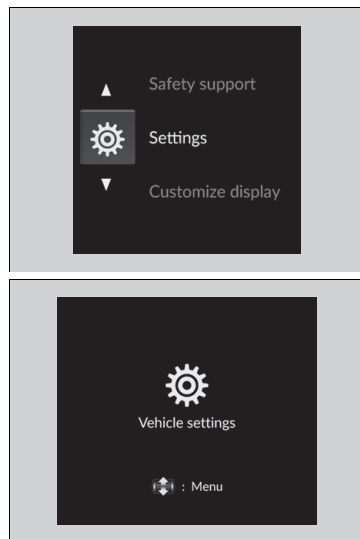 Safety support
Settings
Customize display
Vehicle settings
: Menu